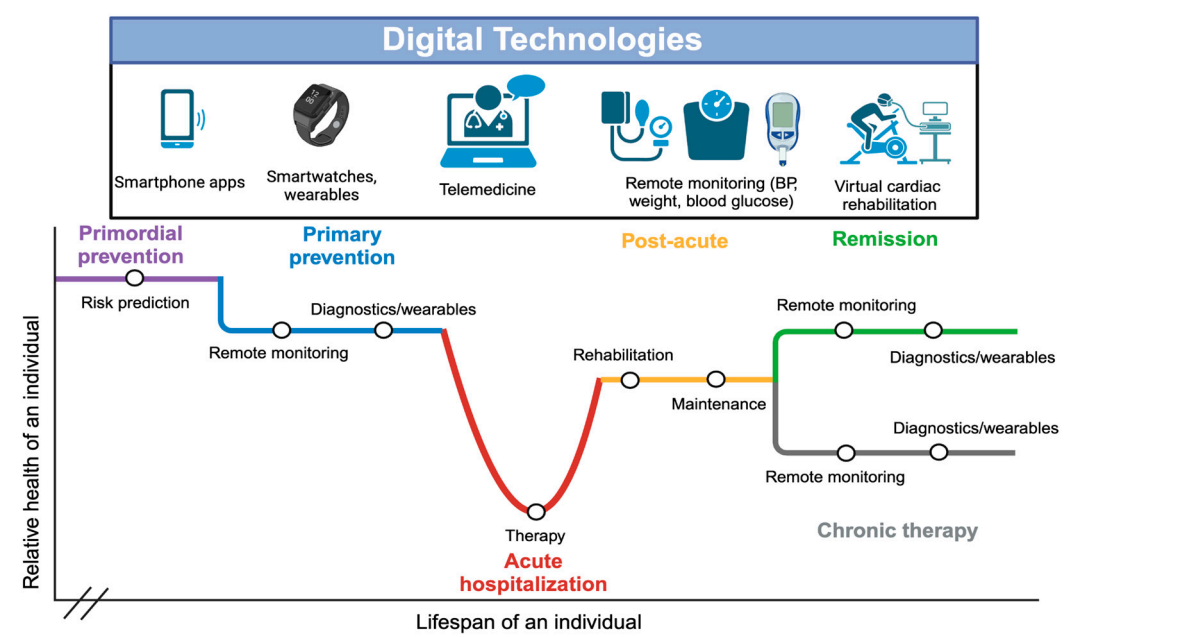 Digital Technologies
Smartphone apps
Smartwatches,
wearables
Telemedicine
Remote monitoring (BP,
weight, blood glucose)
Virtual cardiac
rehabilitation
Primordial
prevention
Primary
prevention
Post-acute
Remission
Risk prediction
Remote monitoring
Diagnostics/wearables
Therapy
Acute
hospitalization
Rehabilitation
Maintenance
Remote monitoring
Diagnostics/wearables
Diagnostics/wearables
Remote monitoring
Chronic therapy
Relative health of an individual
Lifespan of an individual